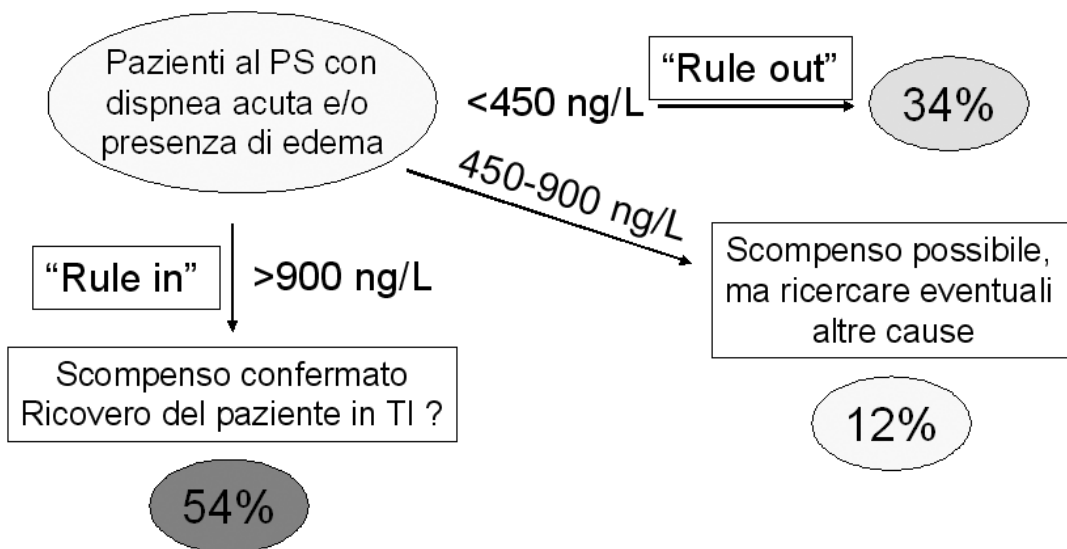 Pazienti al PS con
dispnea acuta e/o
presenza di edema
<450 ng/L
“Rule out”
34%
450-900 ng/L
Scompenso possibile,
ma ricercare eventuali
altre cause
12%
“Rule in”
>900 ng/L
Scompenso confermato
Ricovero del paziente in TI ?
54%